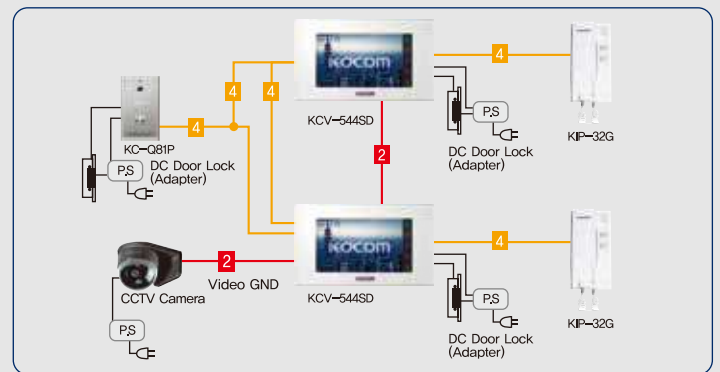 KOCOM
4
4
4
4
2
KCV-544SD
P.S
DC Door Lock
(Adapter)
KIP-32G
KC-Q81P
P.S
DC Door Lock
(Adapter)
KOCOM
4
2
Video GND
CCTV Camera
P.S
KCV-544SD
P.S
DC Door Lock
(Adapter)
KIP-32G